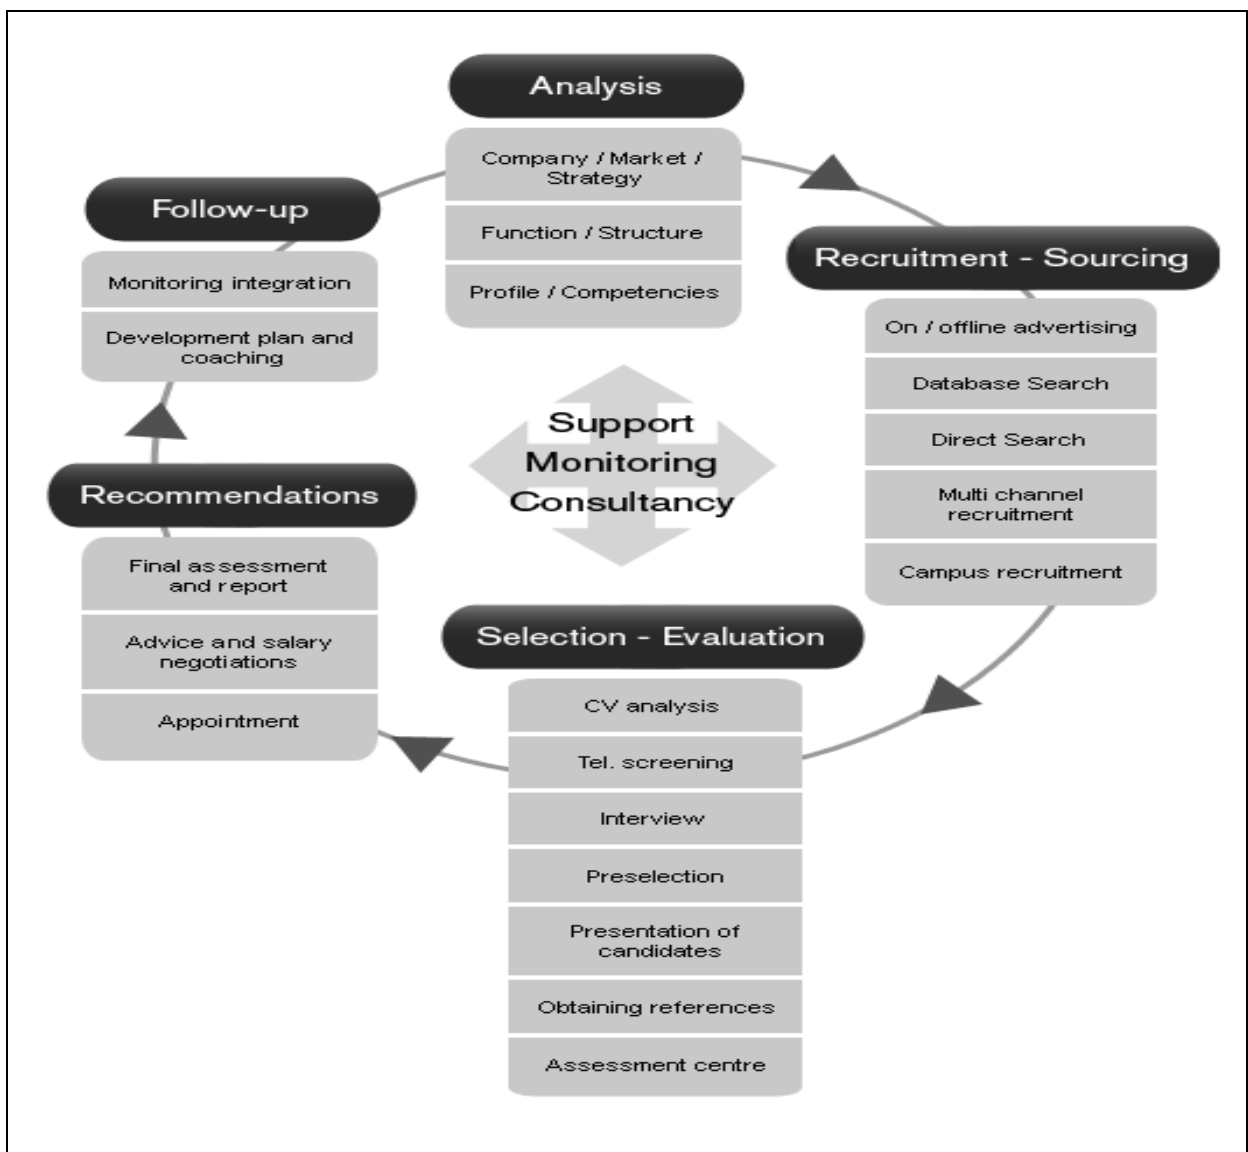 Analysis
Company / Market /
Strategy
Function / Structure
Profile / Competencies
Recruitment - Sourcing
On / offline advertising
Database Search
Direct Search
Multi channel
recruitment
Campus recruitment
Selection - Evaluation
CV analysis
Tel. screening
Interview
Preselection
Presentation of
candidates
Obtaining references
Assessment centre
Recommendations
Final assessment
and report
Advice and salary
negotiations
Appointment
Follow-up
Monitoring integration
Development plan and
coaching
Support
Monitoring
Consultancy